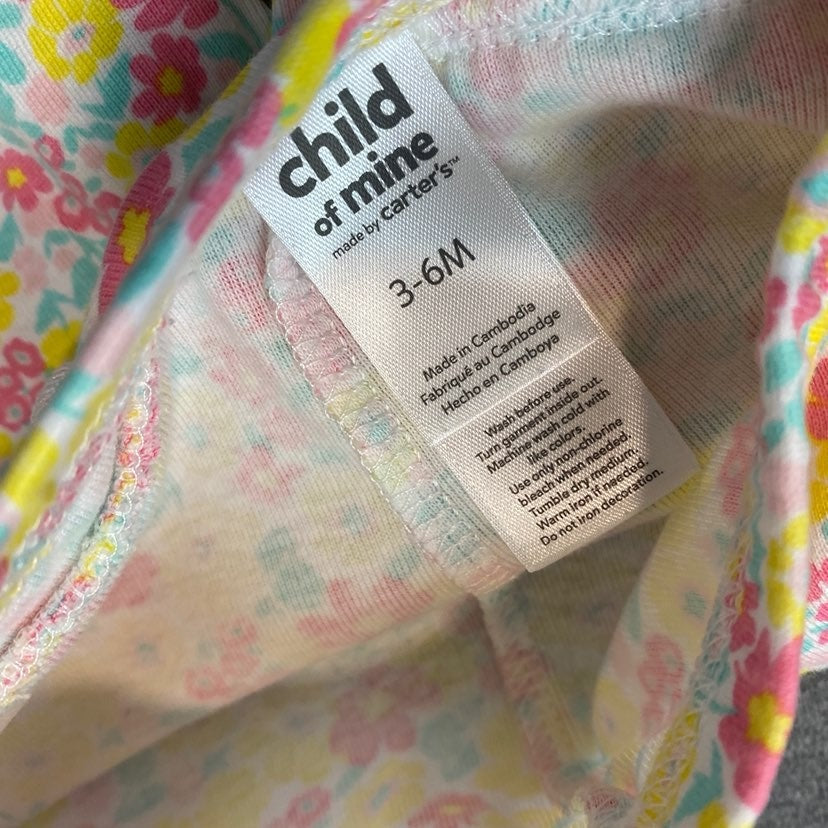 child
of mine
made by carter's™
3-6M
Made in Cambodia
Fabriqué au Cambodge
Hecho en Camboya
Wash before use.
Turn garment inside out.
Machine wash cold with
like colors.
Use only non-chlorine
bleach when needed.
Tumble dry medium.
Warm iron if needed.
Do not iron decoration.